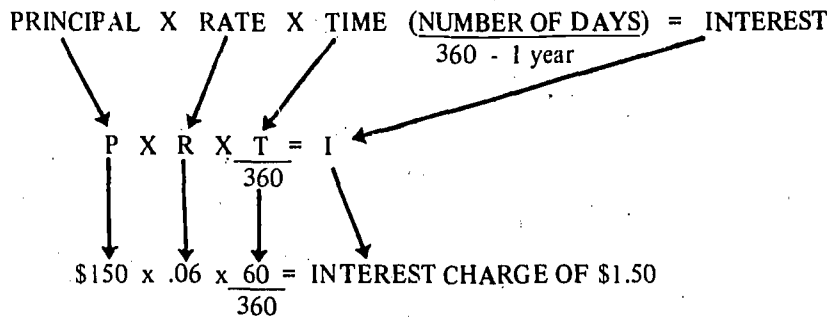 PRINCIPAL X RATE X TIME (NUMBER OF DAYS) = INTEREST
360 - 1 year
P X R X T = I
360
$150 x .06 x 60 = INTEREST CHARGE OF $1.50
360